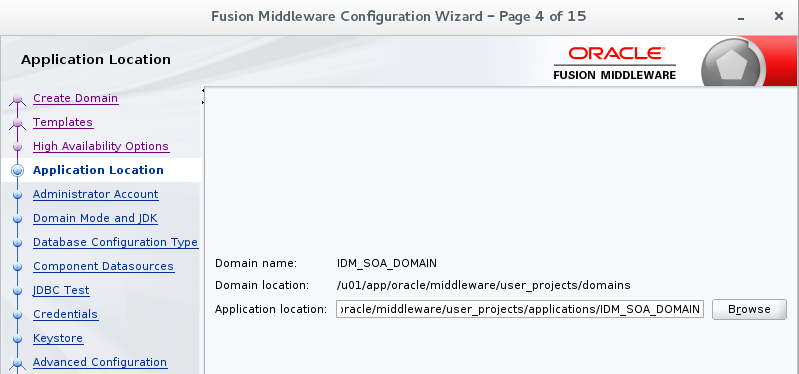 Fusion Middleware Configuration Wizard – Page 4 of 15
Application Location
ORACLE
FUSION MIDDLEWARE
Create Domain
Templates
High Availability Options
Application Location
Administrator Account
Domain Mode and JDK
Database Configuration Type
Component Datasources
JDBC Test
Credentials
Keystore
Advanced Configuration
Domain name: IDM_SOA_DOMAIN
Domain location: /u01/app/oracle/middleware/user_projects/domains
Application location: oracle/middleware/user_projects/applications/IDM_SOA_DOMAIN Browse